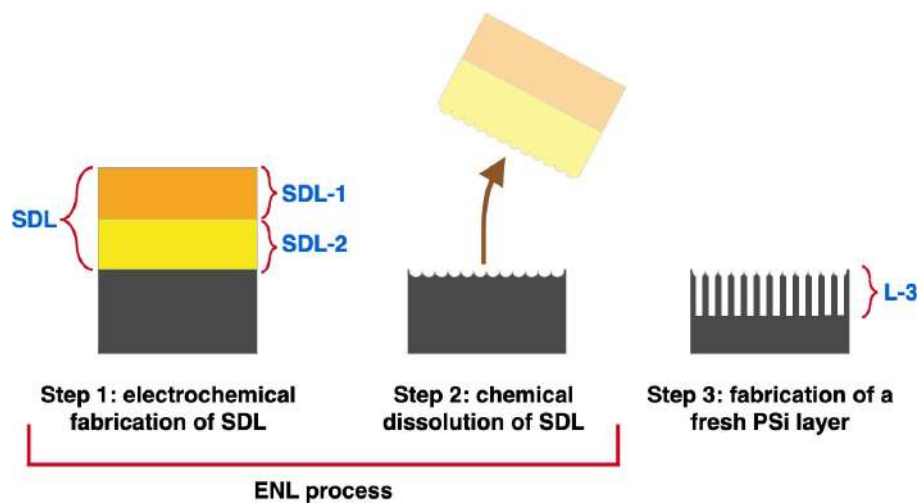 SDL
SDL-1
SDL-2
L-3
Step 1: electrochemical
fabrication of SDL
Step 2: chemical
dissolution of SDL
Step 3: fabrication of a
fresh PSi layer
ENL process